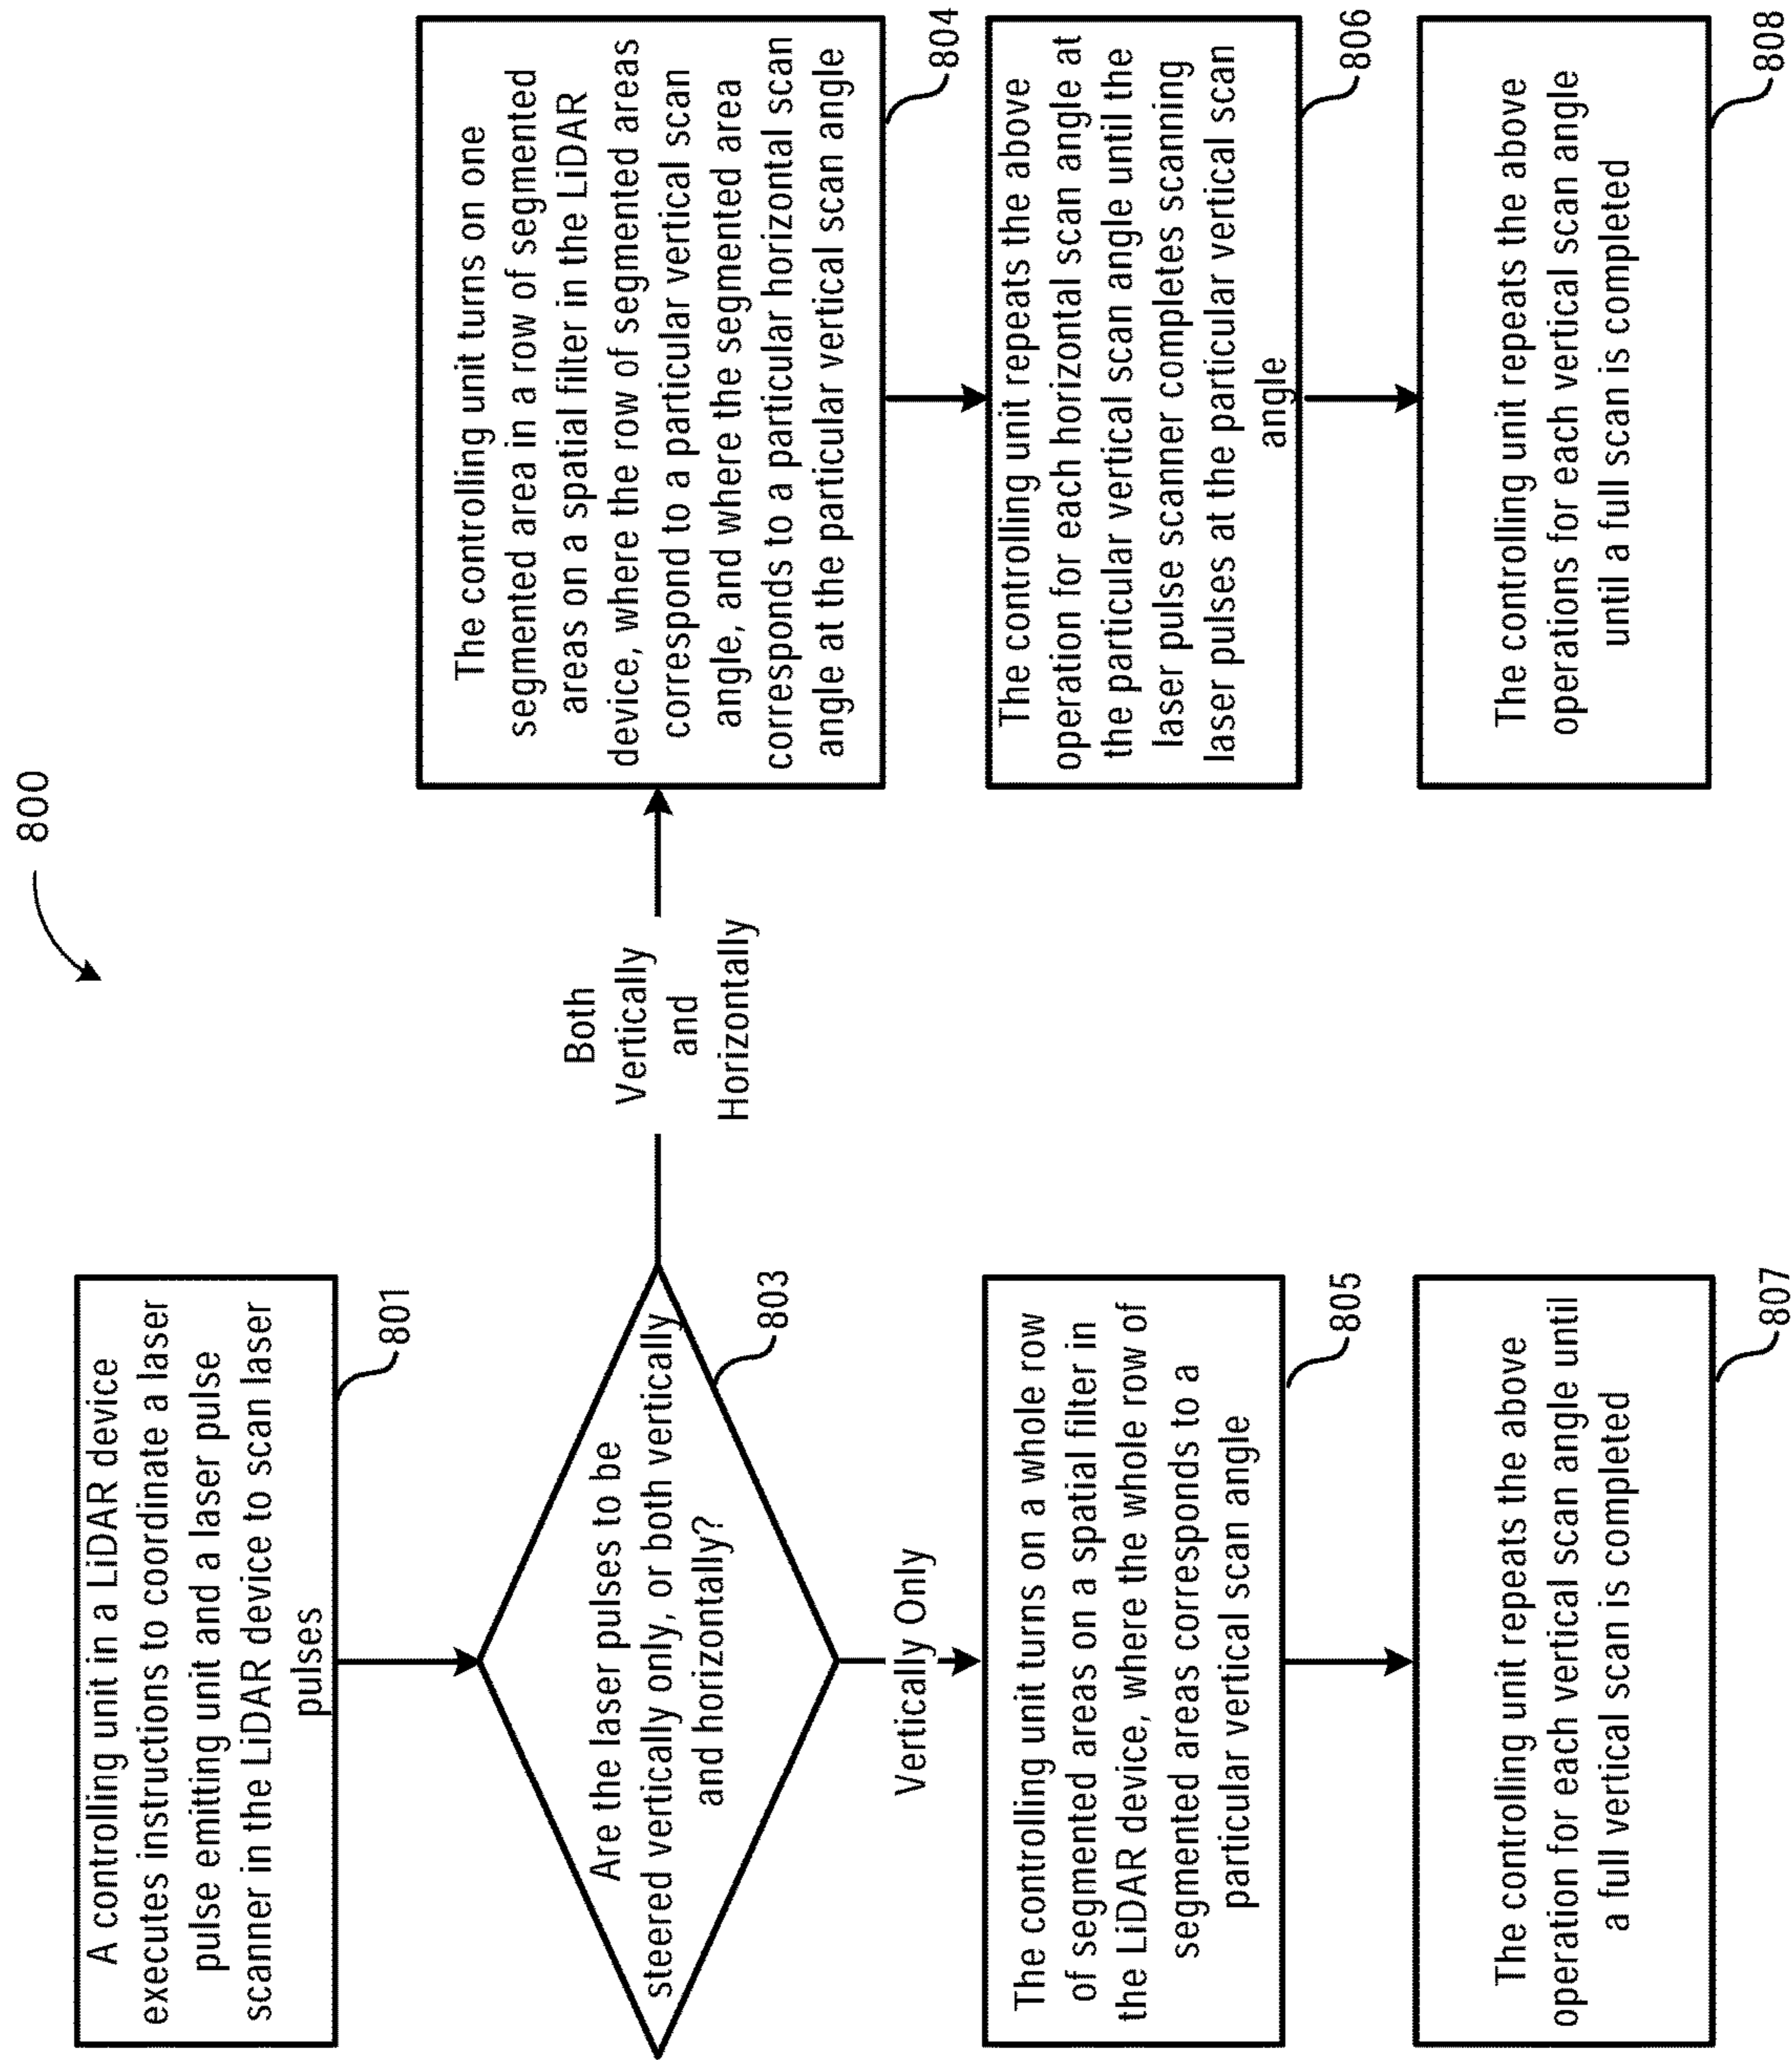 800
A controlling unit in a LiDAR device
executes instructions to coordinate a laser
pulse emitting unit and a laser pulse
scanner in the LiDAR device to scan laser
pulses
801
Are the laser pulses to be
steered vertically only, or both vertically
and horizontally?
803
Both
Vertically
and
Horizontally
Vertically Only
The controlling unit turns on a whole row
of segmented areas on a spatial filter in
the LiDAR device, where the whole row of
segmented areas corresponds to a
particular vertical scan angle
805
The controlling unit repeats the above
operation for each vertical scan angle until
a full vertical scan is completed
807
The controlling unit turns on one
segmented area in a row of segmented
areas on a spatial filter in the LiDAR
device, where the row of segmented areas
correspond to a particular vertical scan
angle, and where the segmented area
corresponds to a particular horizontal scan
angle at the particular vertical scan angle
804
The controlling unit repeats the above
operation for each horizontal scan angle at
the particular vertical scan angle until the
laser pulse scanner completes scanning
laser pulses at the particular vertical scan
angle
806
The controlling unit repeats the above
operations for each vertical scan angle
until a full scan is completed
808